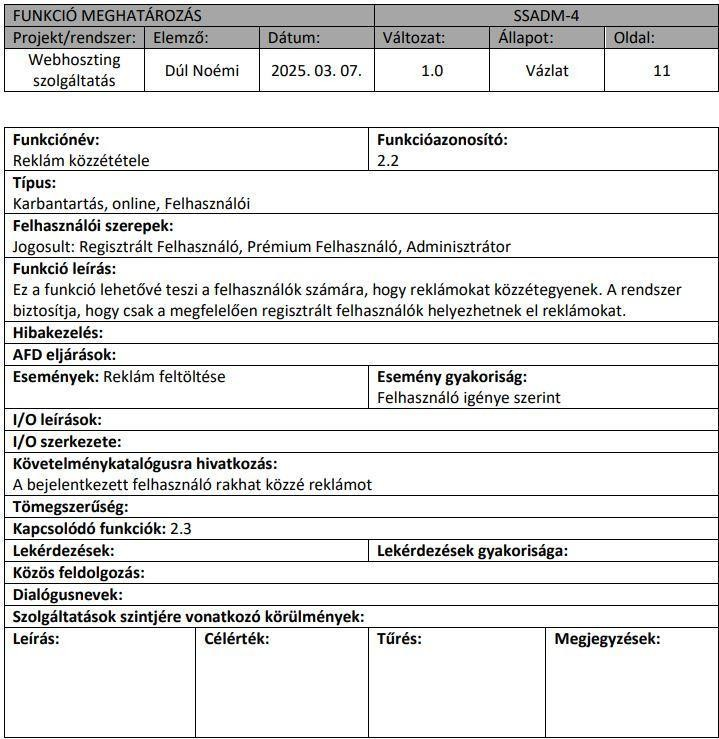 FUNKCIÓ MEGHATÁROZÁS SSADM-4
Projekt/rendszer: Elemző: Dátum: Változat: Állapot: Oldal:
Webhoszting szolgáltatás Dúl Noémi 2025. 03. 07. 1.0 Vázlat 11
Funkciónév: Funkcióazonosító:
Reklám közzététele 2.2
Típus:
Karbantartás, online, Felhasználói
Felhasználói szerepek:
Jogosult: Regisztrált Felhasználó, Prémium Felhasználó, Adminisztrátor
Funkció leírás:
Ez a funkció lehetővé teszi a felhasználók számára, hogy reklámokat közzétegyenek. A rendszer
biztosítja, hogy csak a megfelelően regisztrált felhasználók helyezhetnek el reklámokat.
Hibakezelés:
AFD eljárások:
Események: Reklám feltöltése Esemény gyakoriság:
Felhasználó igénye szerint
I/O leírások:
I/O szerkezete:
Követelménykatalógusra hivatkozás:
A bejelentkezett felhasználó rakhat közzé reklámot
Tömegszerűség:
Kapcsolódó funkciók: 2.3
Lekérdezések: Lekérdezések gyakorisága:
Közös feldolgozás:
Dialógusnevek:
Szolgáltatások szintjére vonatkozó körülmények:
Leírás: Célérték: Tűrés: Megjegyzések: